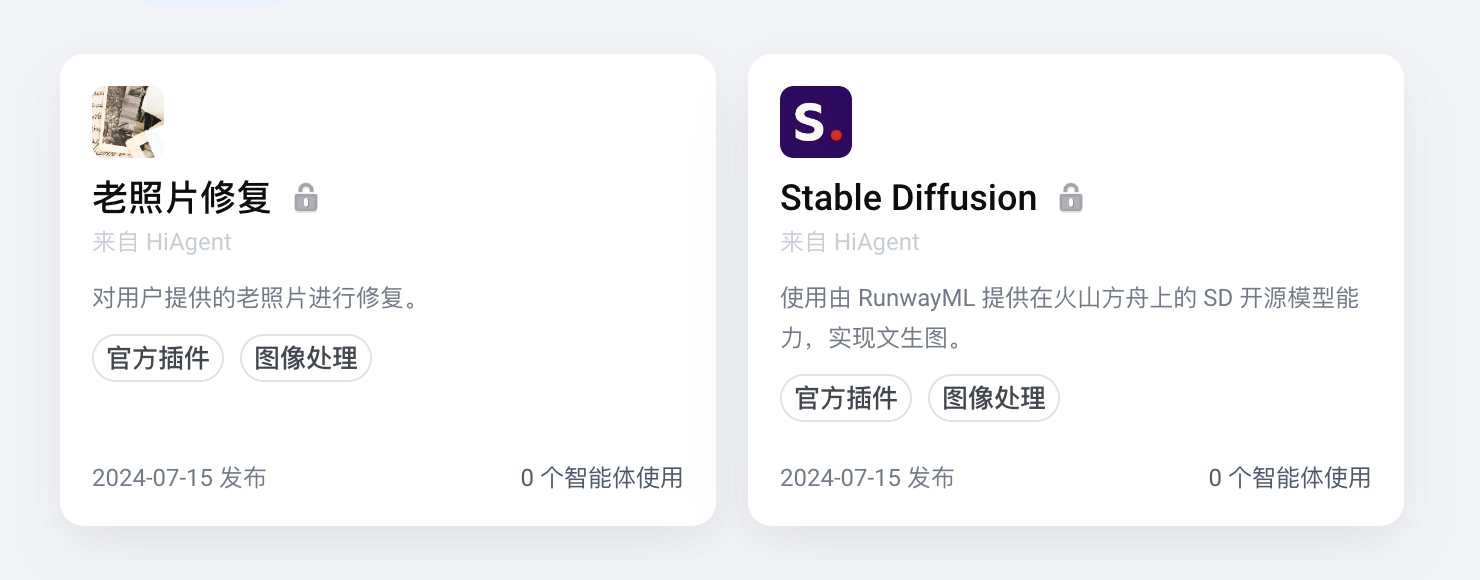 老照片修复
来自 HiAgent
对用户提供的老照片进行修复。
官方插件 图像处理
2024-07-15 发布 0 个智能体使用
S.
Stable Diffusion
来自 HiAgent
使用由 RunwayML 提供在火山方舟上的 SD 开源模型能
力，实现文生图。
官方插件 图像处理
2024-07-15 发布 0 个智能体使用